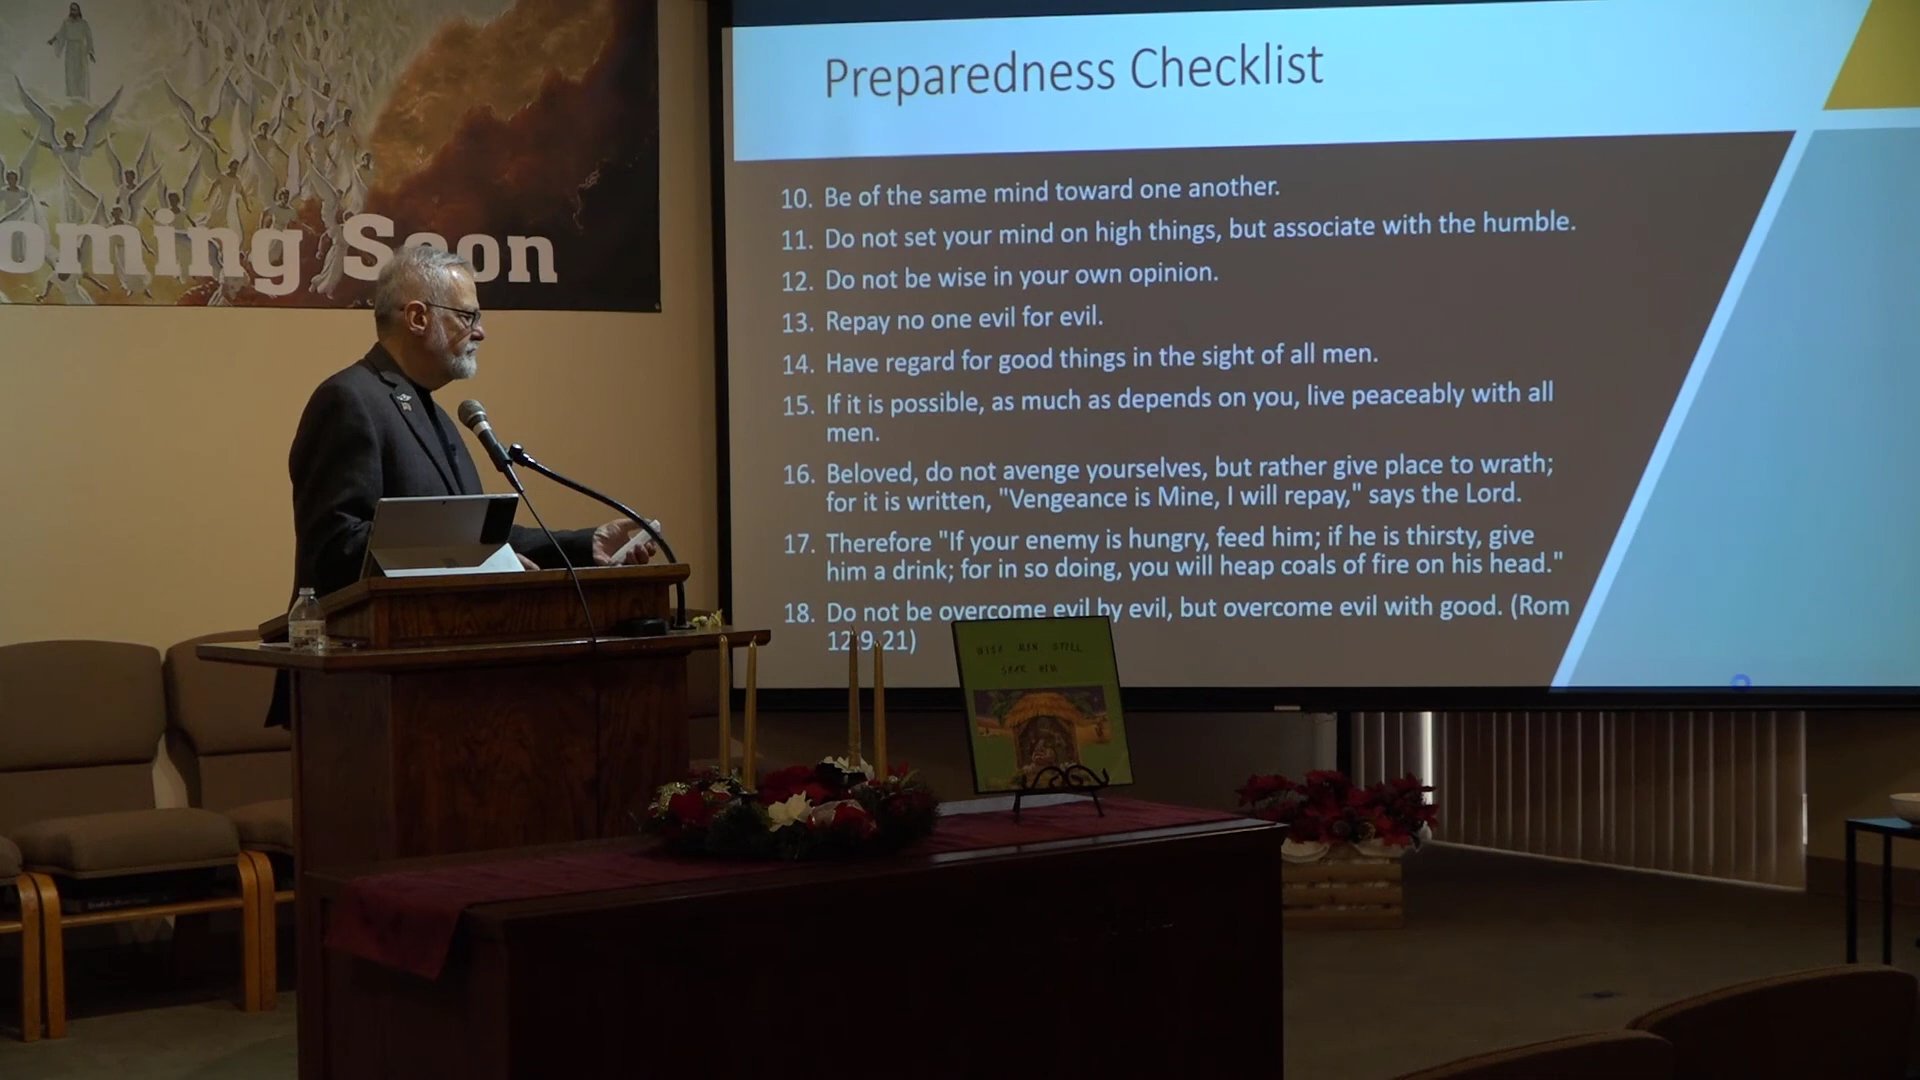 oming Soon
Preparedness Checklist
10. Be of the same mind toward one another.
11. Do not set your mind on high things, but associate with the humble.
12. Do not be wise in your own opinion.
13. Repay no one evil for evil.
14. Have regard for good things in the sight of all men.
15. If it is possible, as much as depends on you, live peaceably with all
men.
16. Beloved, do not avenge yourselves, but rather give place to wrath;
for it is written, "Vengeance is Mine, I will repay," says the Lord.
17. Therefore "If your enemy is hungry, feed him; if he is thirsty, give
him a drink; for in so doing, you will heap coals of fire on his head."
18. Do not be overcome evil by evil, but overcome evil with good. (Rom
12:9-21)
WISE MEN STILL
SEEK HIM